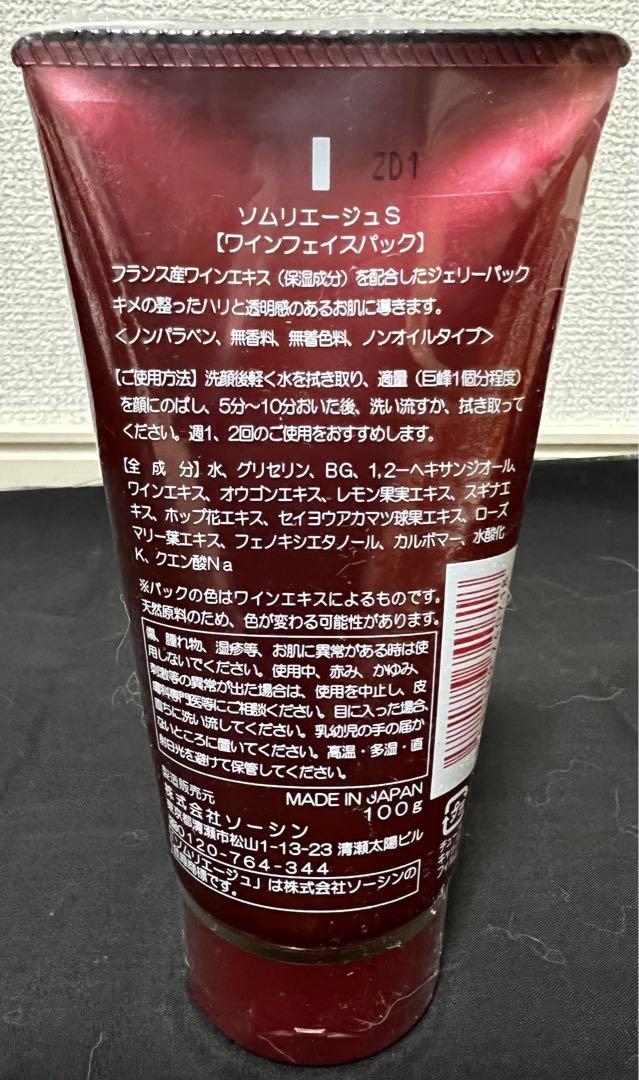 2D1
ソムリエージュS
【ワインフェイスパック】
フランス産ワインエキス(保湿成分)を配合したジェリーパック
キメの整ったハリと透明感のあるお肌に導きます。
<ノンパラベン、無香料、無着色料、ノンオイルタイプ>
【ご使用方法】洗顔後軽く水を拭き取り、適量(巨峰1個分程度)
を顔にのばし、5分〜10分おいた後、洗い流すか、拭き取って
ください。週1、2回のご使用をおすすめします。
【全 成 分】水、グリセリン、BG、1,2ーヘキサンジオール、
ワインエキス、オウゴンエキス、レモン果実エキス、スギナエ
キス、ホップ花エキス、セイヨウアカマツ球果エキス、ローズ
マリー葉エキス、フェノキシエタノール、カルボマー、水酸化
K、クエン酸Na
※パックの色はワインエキスによるものです。
天然原料のため、色が変わる可能性があります。
傷、腫れ物、湿疹等、お肌に異常がある時は使
用しないでください。使用中、赤み、かゆみ、
刺激等の異常が出た場合は、使用を中止し、皮
膚科専門医等にご相談ください。目に入った場合、
直ちに洗い流してください。乳幼児の手の届か
ないところに置いてください。高温・多湿・直
射日光を避けて保管してください。
製造販売元
MADE IN JAPAN
株式会社ソーシン
100g
東京都清瀬市松山1-13-23 清瀬太陽ビル
0120-764-344
「ソムリエージュ」は株式会社ソーシンの
登録商標です。